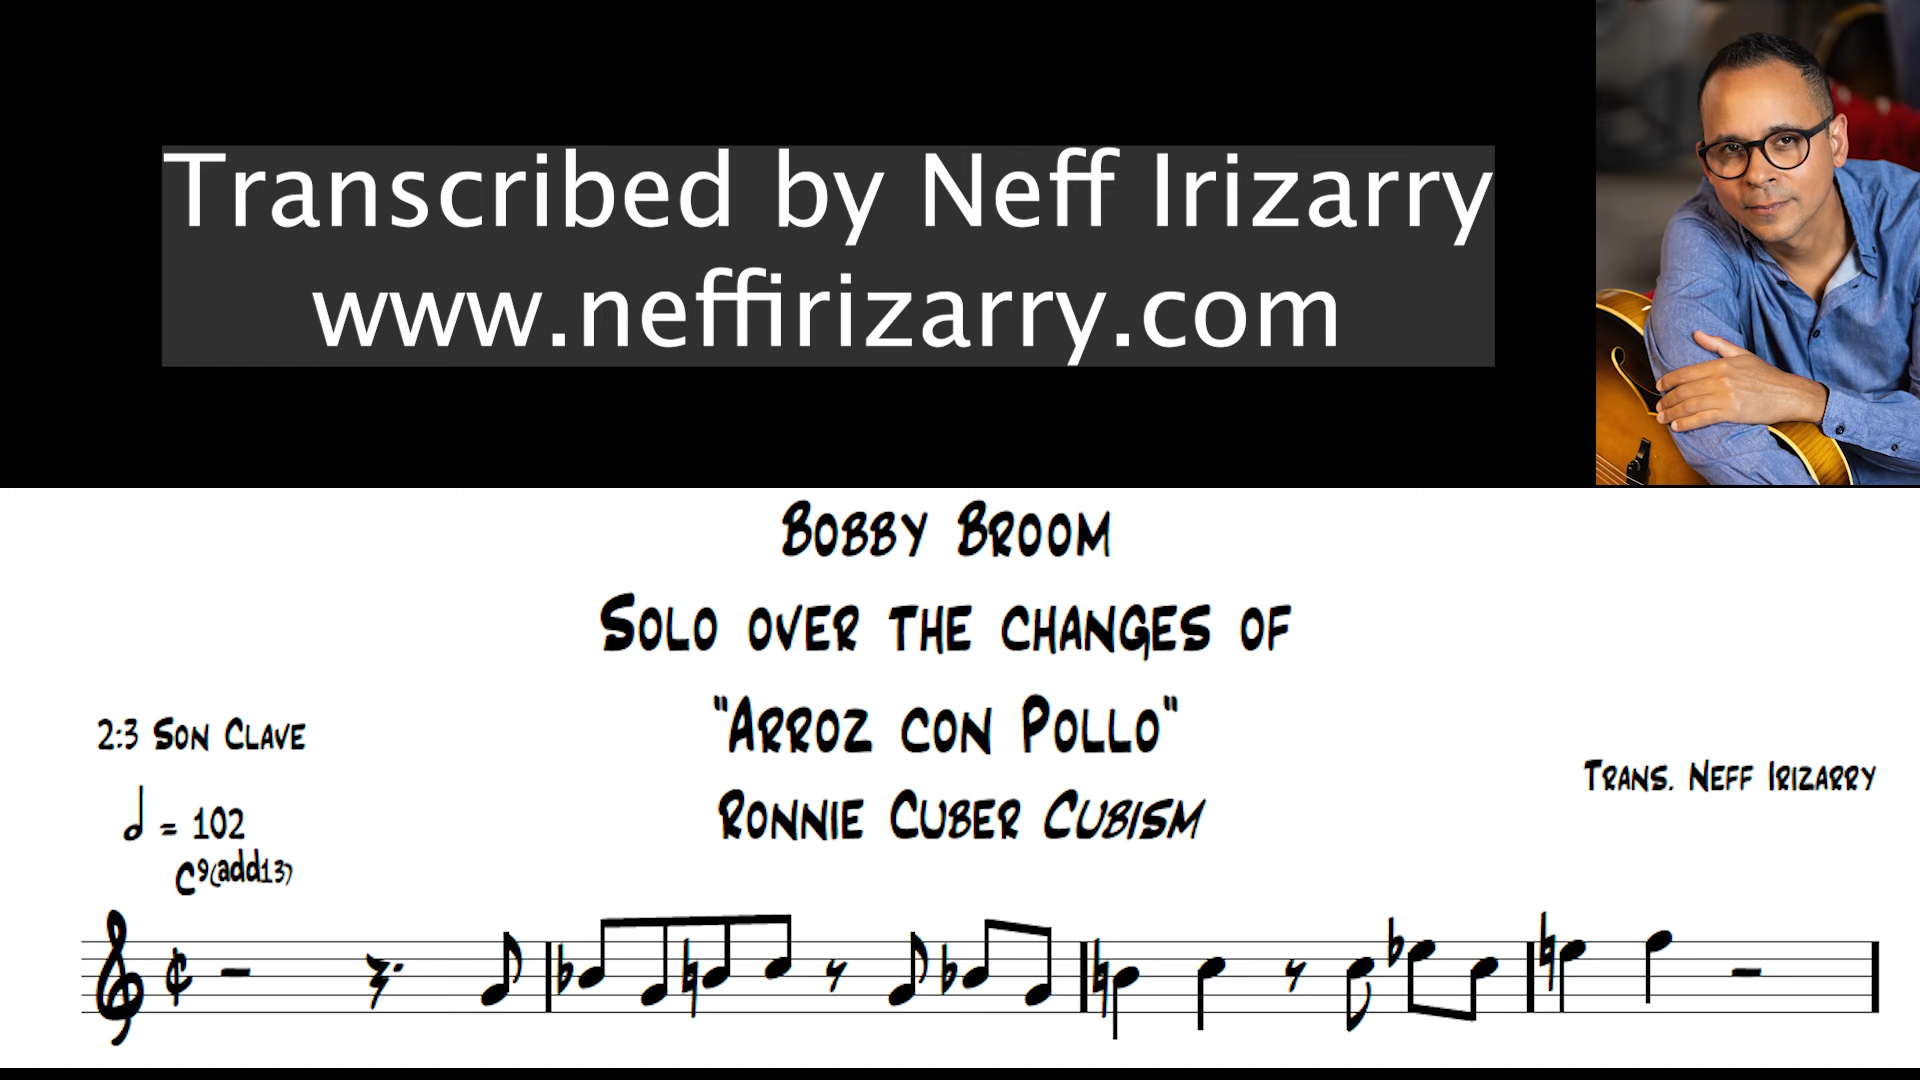 Transcribed by Neff Irizarry
www.neffirizarry.com
Bobby Broom
Solo over the changes of
"Arroz con Pollo"
Ronnie Cuber Cubism
2:3 Son Clave
Trans. Neff Irizarry
𝅗𝅥 = 102
C9(add13)